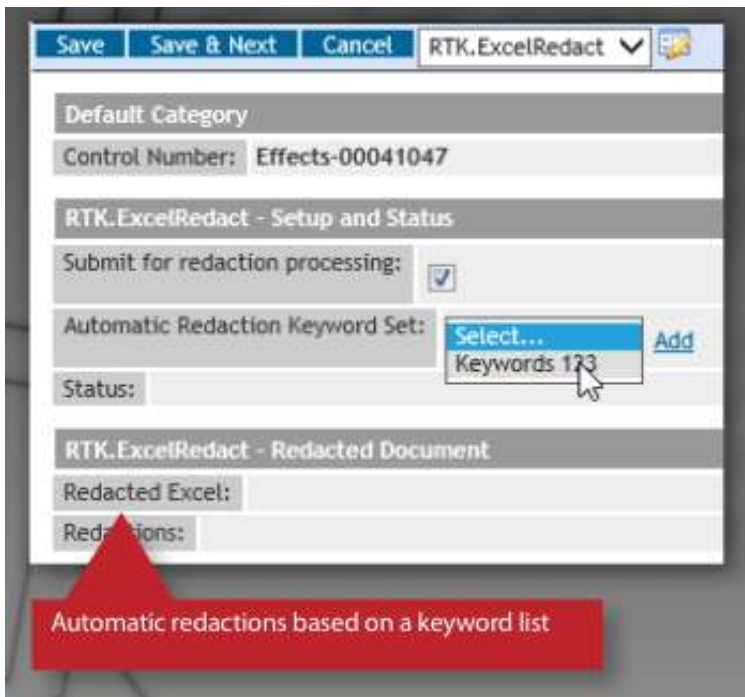 Save Save & Next Cancel RTK.ExcelRedact
Default Category
Control Number: Effects-00041047
RTK.ExcelRedact - Setup and Status
Submit for redaction processing:
Automatic Redaction Keyword Set: Select... Add
Keywords 123
Status:
RTK.ExcelRedact - Redacted Document
Redacted Excel:
Redactions:
Automatic redactions based on a keyword list